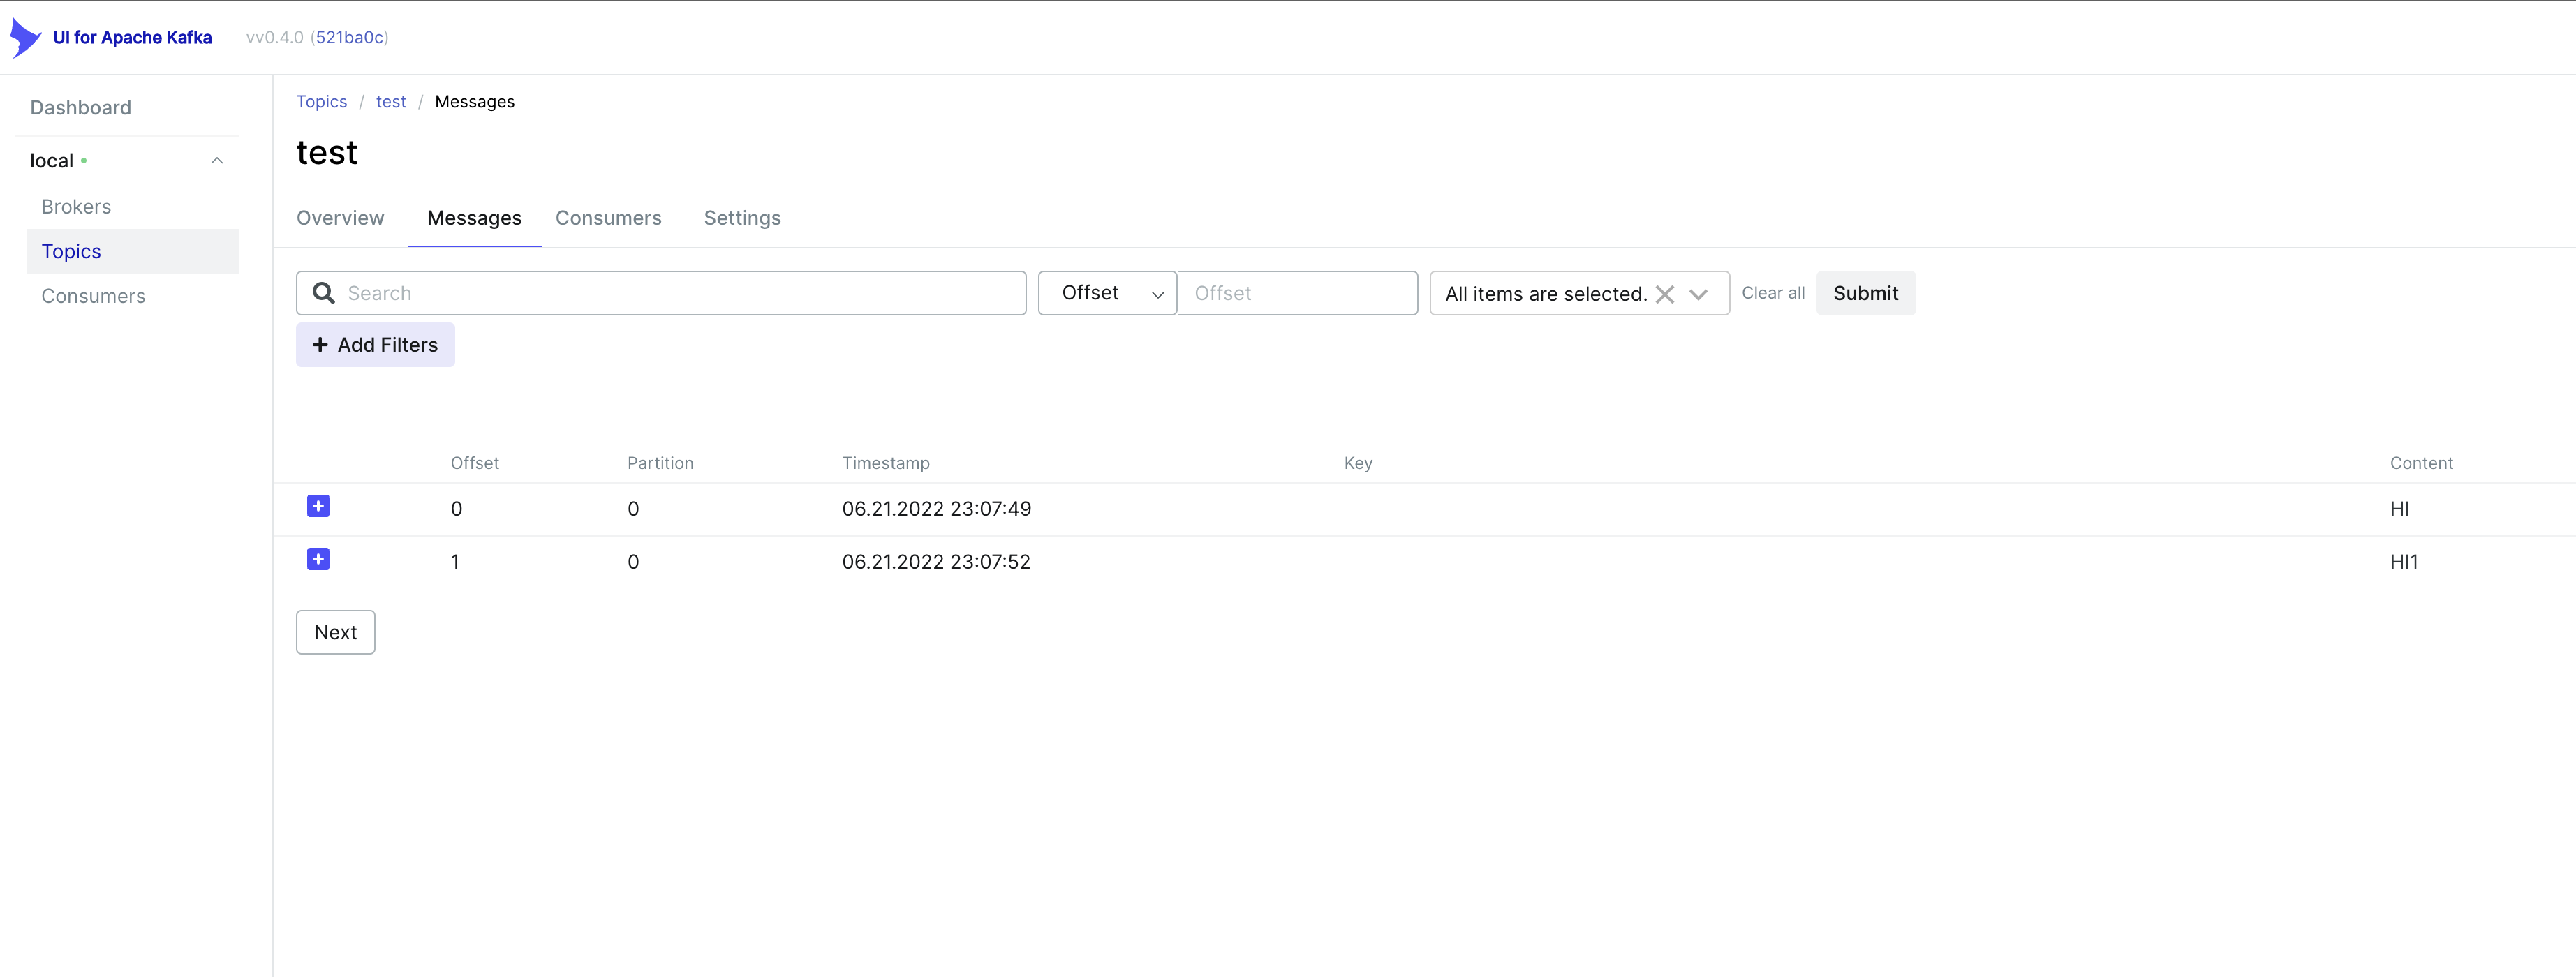 UI for Apache Kafka vv0.4.0 (521ba0c)
Dashboard
local
Brokers
Topics
Consumers
Topics / test / Messages
test
Overview Messages Consumers Settings
Search Offset Offset All items are selected. Clear all Submit
Add Filters
Offset Partition Timestamp Key Content
0 0 06.21.2022 23:07:49 HI
1 0 06.21.2022 23:07:52 HI1
Next